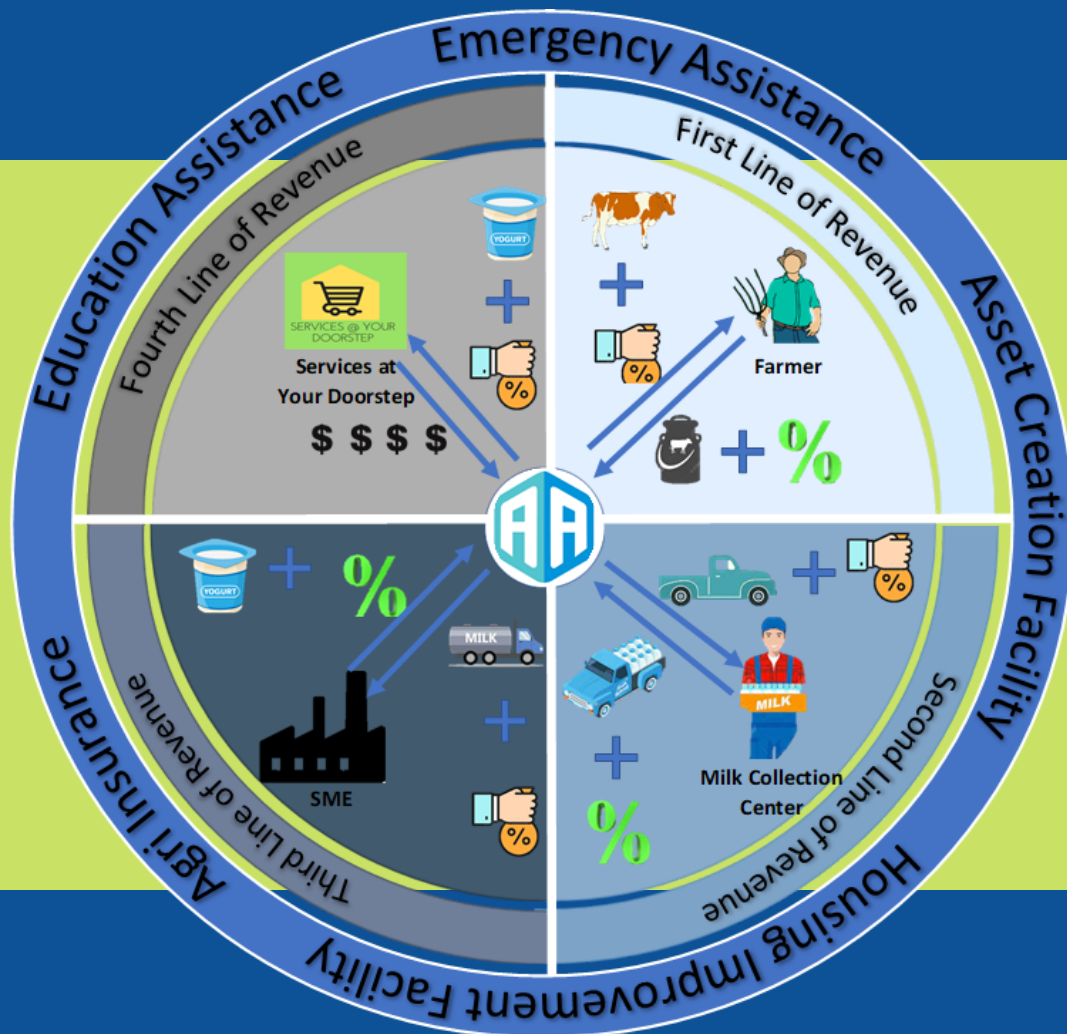 Emergency Assistance
Asset Creation Facility
Housing Improvement Facility
Agri Insurance
Education Assistance
First Line of Revenue
Second Line of Revenue
Third Line of Revenue
Fourth Line of Revenue
YOGURT
SERVICES @ YOUR
DOORSTEP
Services at
Your Doorstep
$ $ $ $
%
+
+
%
Farmer
+
%
AA
YOGURT
+
%
MILK
+
%
SME
+
%
MILK
Milk Collection
Center
+
%